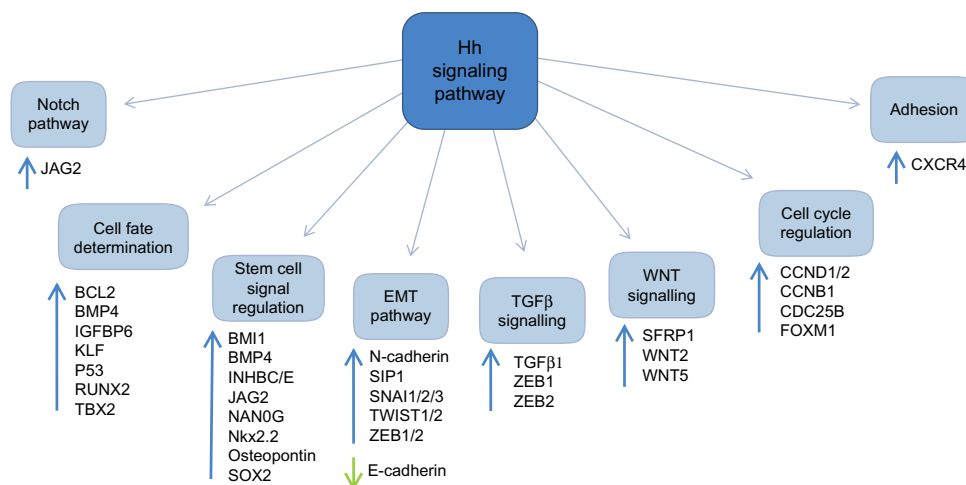 Hh
signaling
pathway
Notch
pathway
JAG2
Cell fate
determination
BCL2
BMP4
IGFBP6
KLF
P53
RUNX2
TBX2
Stem cell
signal
regulation
BMI1
BMP4
INHBC/E
JAG2
NAN0G
Nkx2.2
Osteopontin
SOX2
EMT
pathway
N-cadherin
SIP1
SNAI1/2/3
TWIST1/2
ZEB1/2
E-cadherin
TGFβ
signalling
TGFβ1
ZEB1
ZEB2
WNT
signalling
SFRP1
WNT2
WNT5
Cell cycle
regulation
CCND1/2
CCNB1
CDC25B
FOXM1
Adhesion
CXCR4